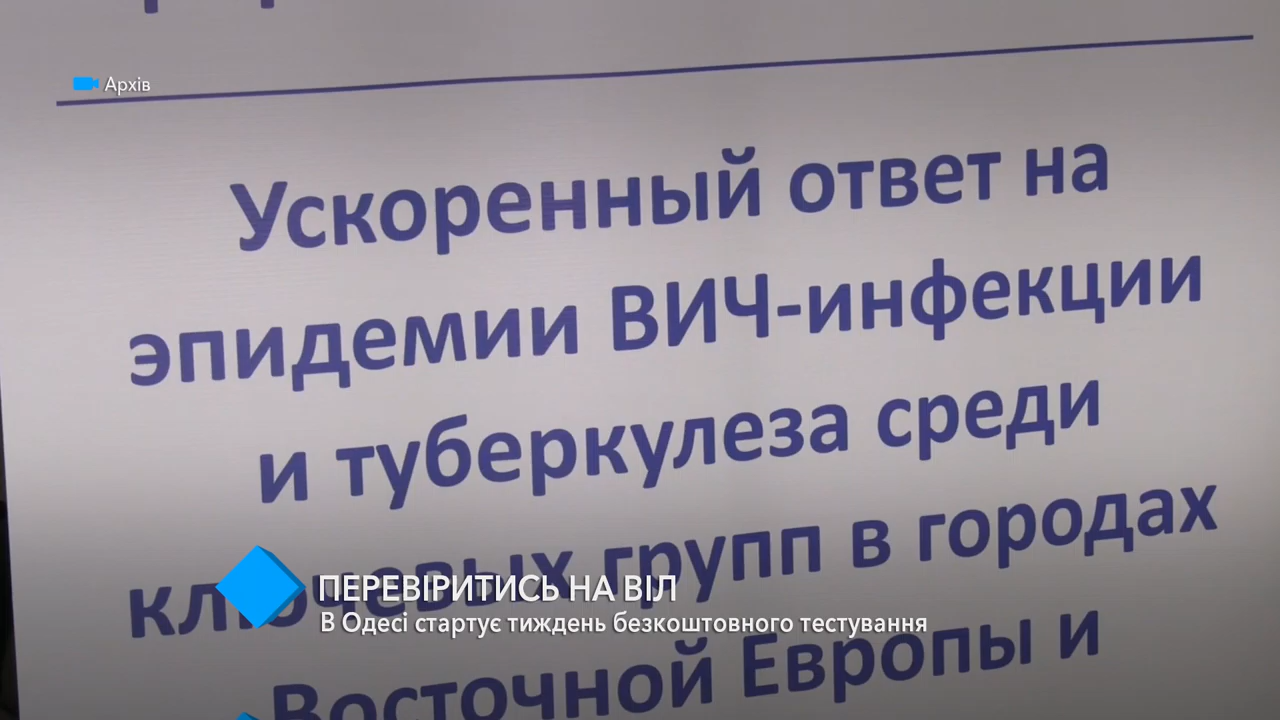 Архів
Ускоренный ответ на
эпидемии ВИЧ-инфекции
и туберкулеза среди
ключевых групп в городах
ПЕРЕВІРИТИСЬ НА ВІЛ
В Одесі стартує тиждень безкоштовного тестування
Восточной Европы и